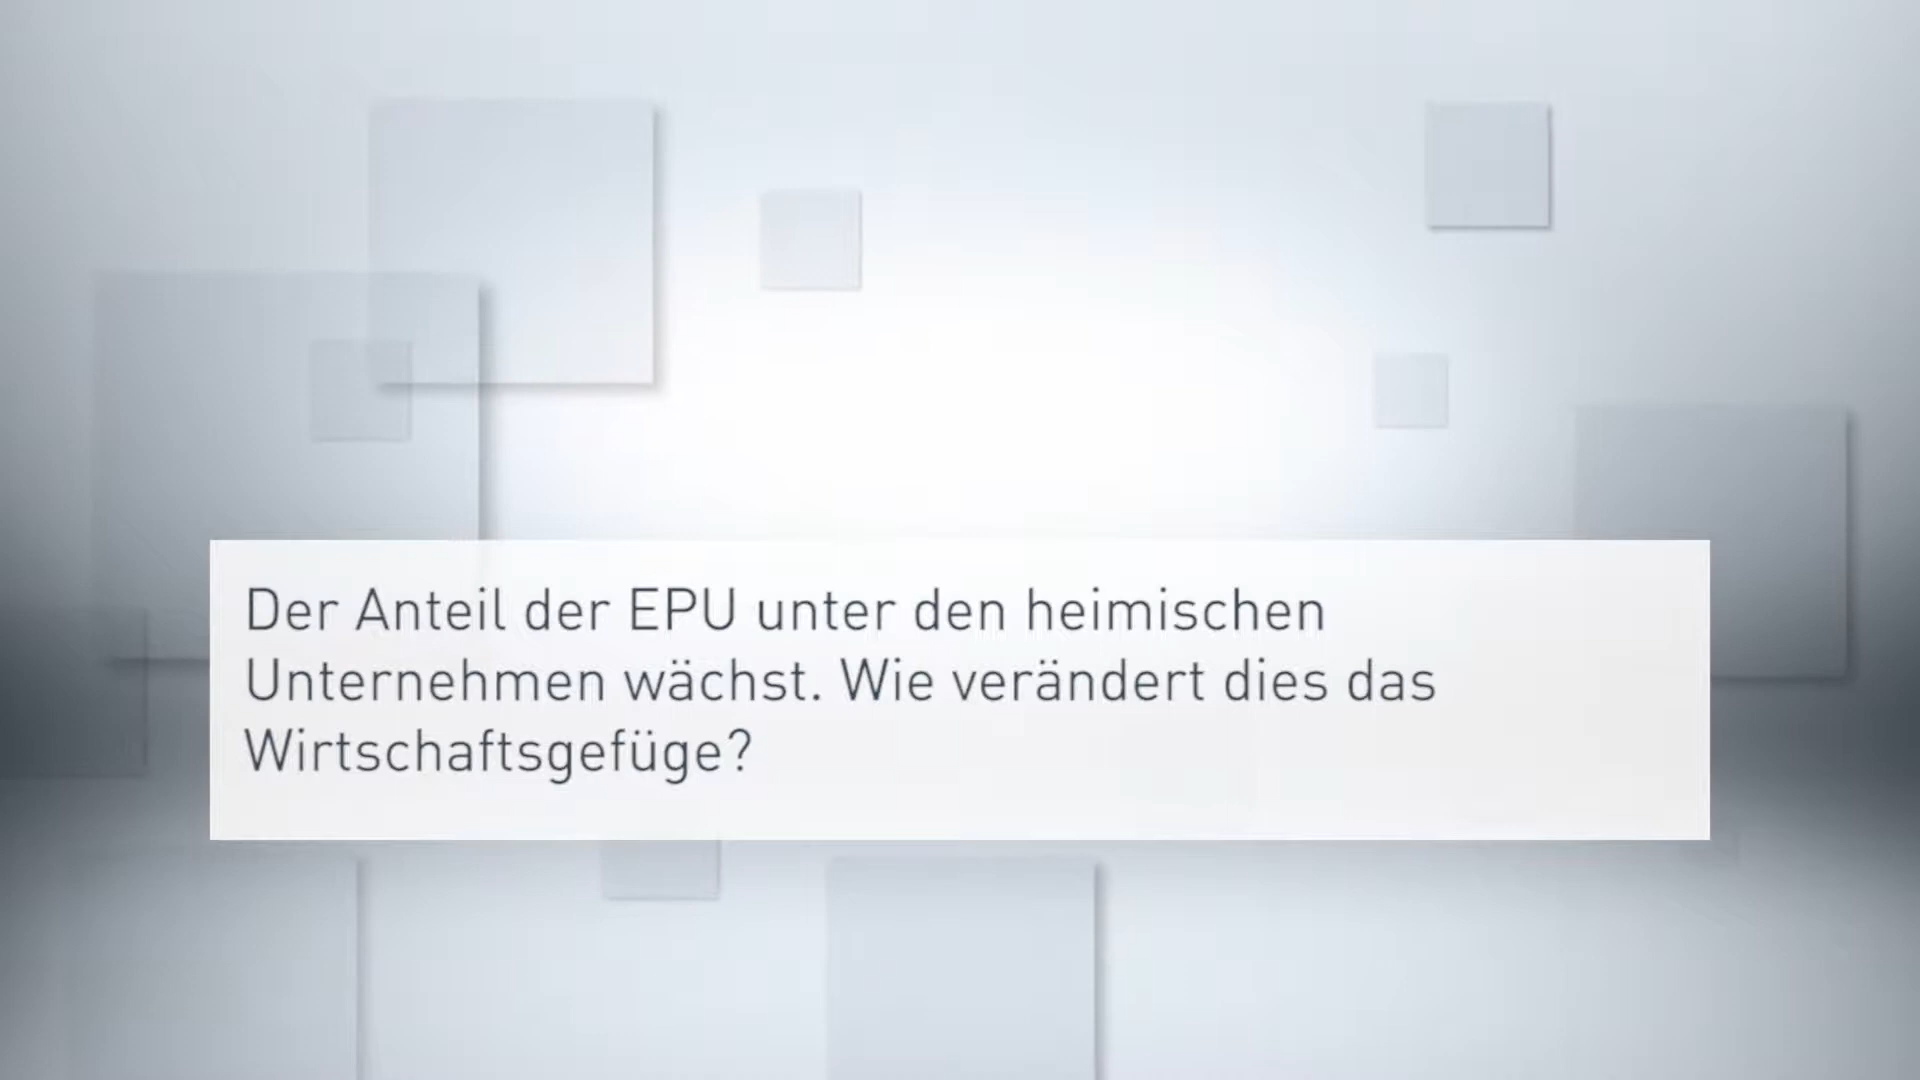 Der Anteil der EPU unter den heimischen
Unternehmen wächst. Wie verändert dies das
Wirtschaftsgefüge?